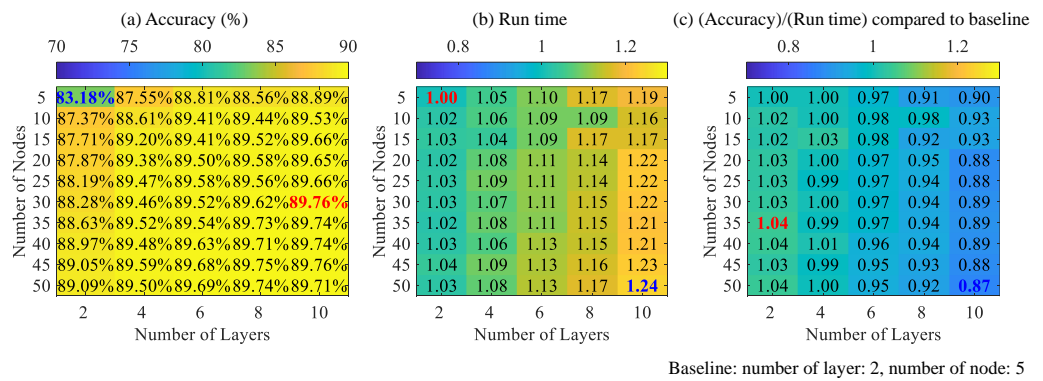 (a) Accuracy (%) (b) Run time (c) (Accuracy)/(Run time) compared to baseline
70 75 80 85 90 0.8 1 1.2 0.8 1 1.2
5 83.18% 87.55% 88.81% 88.56% 88.89% 5 1.00 1.05 1.10 1.17 1.19 5 1.00 1.00 0.97 0.91 0.90
10 87.37% 88.61% 89.41% 89.44% 89.53% 10 1.02 1.06 1.09 1.09 1.16 10 1.02 1.00 0.98 0.98 0.93
15 87.71% 89.20% 89.41% 89.52% 89.66% 15 1.03 1.04 1.09 1.17 1.17 15 1.02 1.03 0.98 0.92 0.93
20 87.87% 89.38% 89.50% 89.58% 89.65% 20 1.02 1.08 1.11 1.14 1.22 20 1.03 1.00 0.97 0.95 0.88
25 88.19% 89.47% 89.58% 89.56% 89.66% 25 1.03 1.09 1.11 1.14 1.22 25 1.03 0.99 0.97 0.94 0.88
30 88.28% 89.46% 89.52% 89.62% 89.76% 30 1.03 1.07 1.11 1.15 1.22 30 1.03 1.00 0.97 0.94 0.89
35 88.63% 89.52% 89.54% 89.73% 89.74% 35 1.02 1.08 1.11 1.15 1.21 35 1.04 0.99 0.97 0.94 0.89
40 88.97% 89.48% 89.63% 89.71% 89.74% 40 1.03 1.06 1.13 1.15 1.21 40 1.04 1.01 0.96 0.94 0.89
45 89.05% 89.59% 89.68% 89.75% 89.76% 45 1.04 1.09 1.13 1.16 1.23 45 1.03 0.99 0.95 0.93 0.88
50 89.09% 89.50% 89.69% 89.74% 89.71% 50 1.03 1.08 1.13 1.17 1.24 50 1.04 1.00 0.95 0.92 0.87
Number of Nodes Number of Nodes Number of Nodes
2 4 6 8 10 2 4 6 8 10 2 4 6 8 10
Number of Layers Number of Layers Number of Layers
Baseline: number of layer: 2, number of node: 5